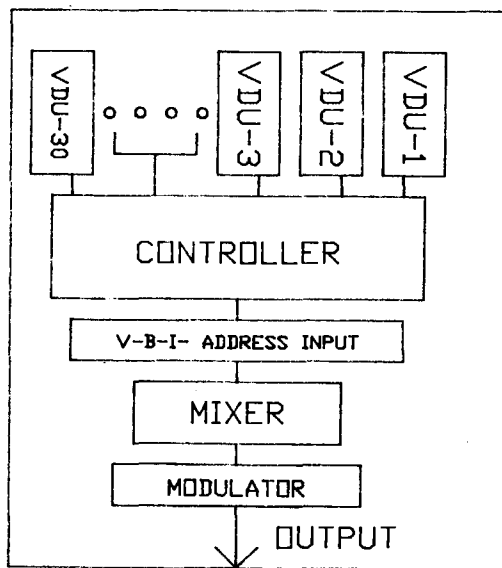 VDU-30
VDU-3
VDU-2
VDU-1
CONTROLLER
V-B-I- ADDRESS INPUT
MIXER
MODULATOR
OUTPUT